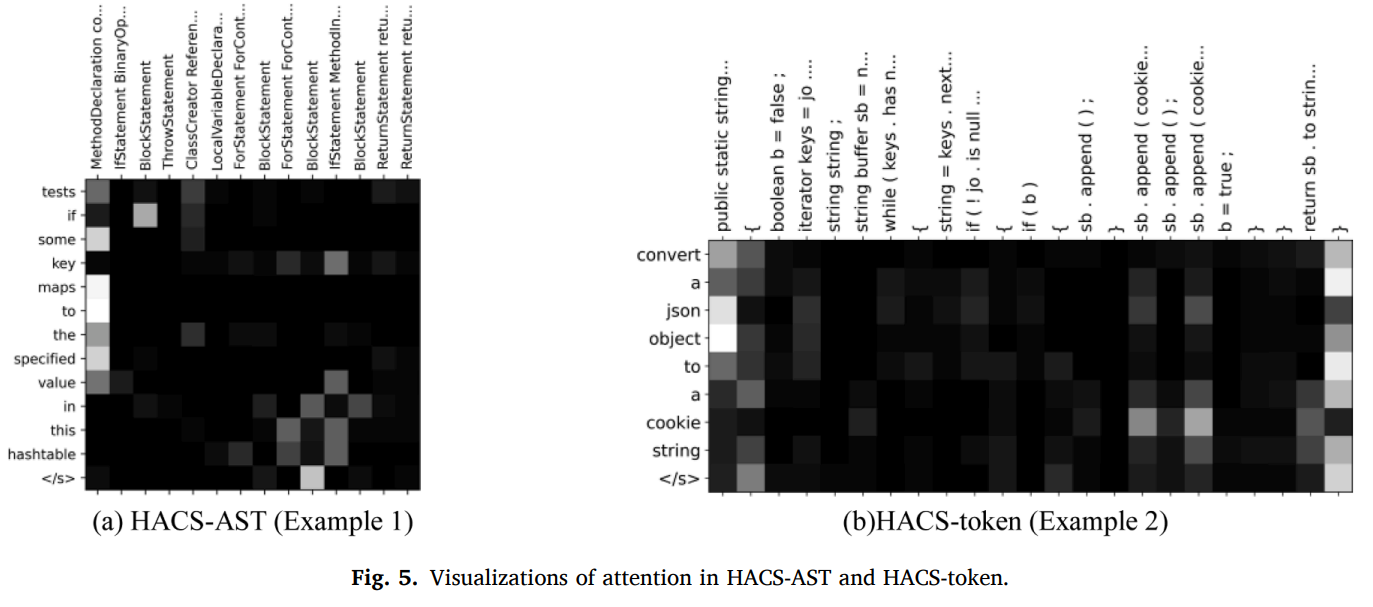 MethodDeclaration co...
IfStatement BinaryOp...
BlockStatement
ThrowStatement
ClassCreator Referen...
LocalVariableDeclara...
ForStatement ForCont...
BlockStatement
ForStatement ForCont...
BlockStatement
IfStatement MethodIn...
BlockStatement
ReturnStatement retu...
ReturnStatement retu...
tests
if
some
key
maps
to
the
specified
value
in
this
hashtable
</s>
(a) HACS-AST (Example 1)
public static string...
{
boolean b = false ;
iterator keys = jo ....
string string ;
string buffer sb = n...
while ( keys . has n...
{
string = keys . next...
if ( ! jo . is null ...
{
if ( b )
{
sb . append ( ) ;
}
sb . append ( cookie...
sb . append ( ) ;
sb . append ( cookie...
b = true ;
}
}
return sb . to strin...
}
convert
a
json
object
to
a
cookie
string
</s>
(b)HACS-token (Example 2)
Fig. 5. Visualizations of attention in HACS-AST and HACS-token.